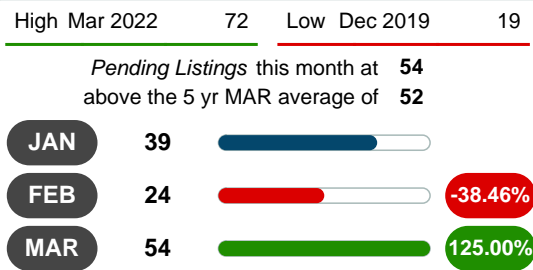 High Mar 2022 72 Low Dec 2019 19
Pending Listings this month at 54
above the 5 yr MAR average of 52
JAN 39
FEB 24 -38.46%
MAR 54 125.00%